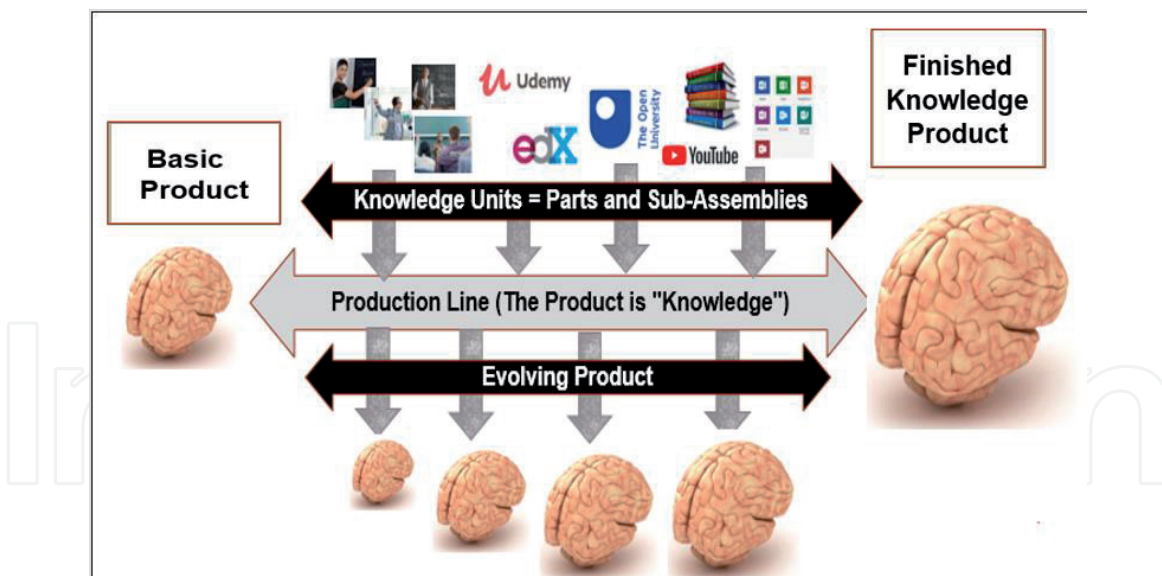 Basic
Product
Udemy
edX
The Open
University
YouTube
Finished
Knowledge
Product
Knowledge Units = Parts and Sub-Assemblies
Production Line (The Product is "Knowledge")
Evolving Product